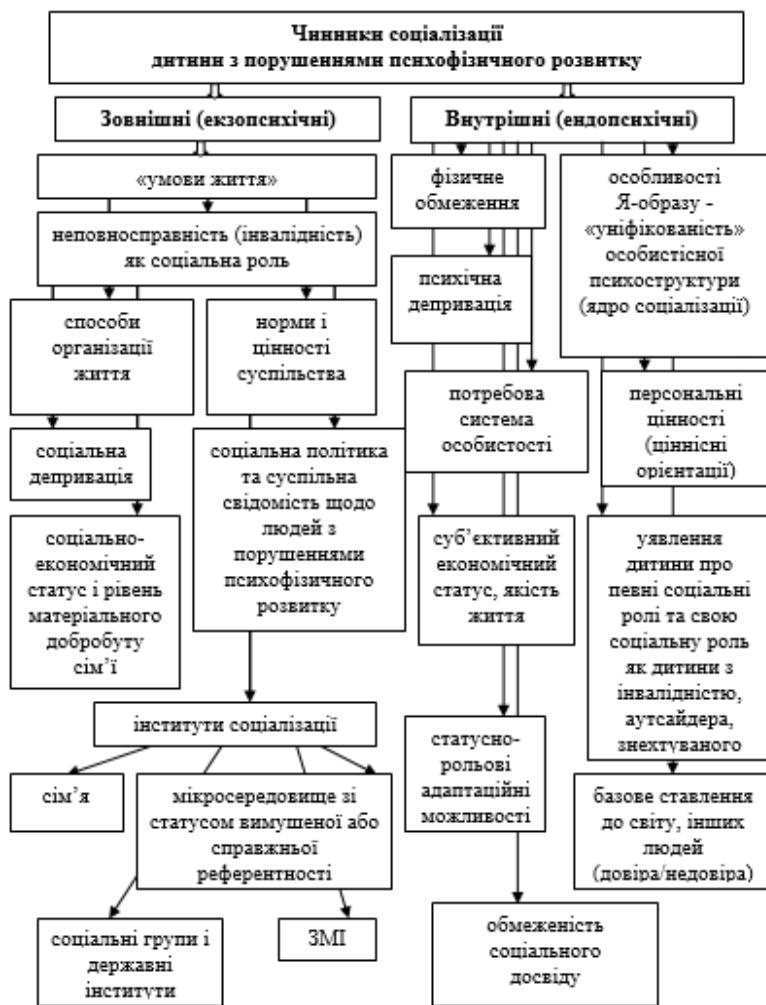 Чинники соціалізації
дитини з порушеннями психофізичного розвитку
Зовнішні (екзопсихічні)
Внутрішні (ендопсихічні)
«умови життя»
неповносправність (інвалідність)
як соціальна роль
способи
організації
життя
норми і
цінності
суспільства
соціальна
депривація
соціальна політика
та суспільна
свідомість щодо
людей з
порушеннями
психофізичного
розвитку
соціально-
економічний
статус і рівень
матеріального
добробуту
сім’ї
інститути соціалізації
сім’я
мікросередовище зі
статусом вимушеної або
справжньої
референтності
соціальні групи і
державні
інститути
ЗМІ
фізичне
обмеження
особливості
Я-образу -
«уніфікованість»
особистісної
психоструктури
(ядро соціалізації)
психічна
депривація
потребова
система
особистості
персональні
цінності
(ціннісні
орієнтації)
суб’єктивний
економічний
статус, якість
життя
уявлення
дитини про
певні соціальні
ролі та свою
соціальну роль
як дитини з
інвалідністю,
аутсайдера,
знехтуваного
статусно-
рольові
адаптаційні
можливості
базове ставлення
до світу, інших
людей
(довіра/недовіра)
обмеженість
соціального
досвіду